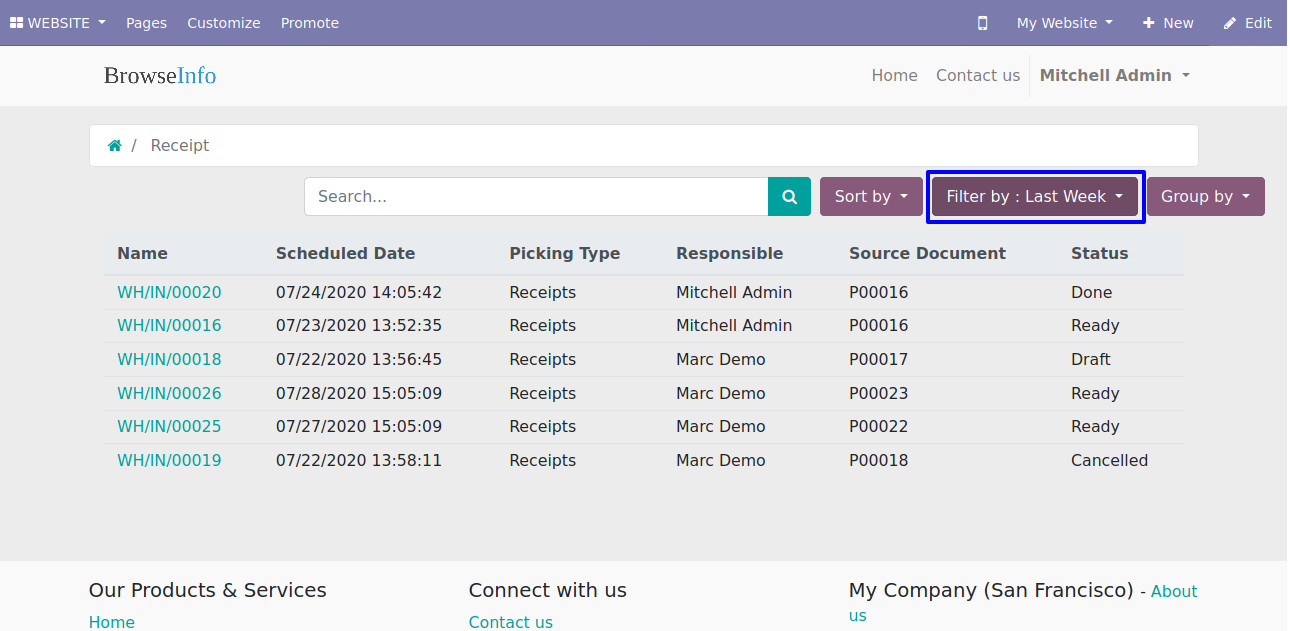 WEBSITE Pages Customize Promote My Website New Edit
BrowseInfo Home Contact us Mitchell Admin
/ Receipt
Search... Sort by Filter by : Last Week Group by
Name Scheduled Date Picking Type Responsible Source Document Status
WH/IN/00020 07/24/2020 14:05:42 Receipts Mitchell Admin P00016 Done
WH/IN/00016 07/23/2020 13:52:35 Receipts Mitchell Admin P00016 Ready
WH/IN/00018 07/22/2020 13:56:45 Receipts Marc Demo P00017 Draft
WH/IN/00026 07/28/2020 15:05:09 Receipts Marc Demo P00023 Ready
WH/IN/00025 07/27/2020 15:05:09 Receipts Marc Demo P00022 Ready
WH/IN/00019 07/22/2020 13:58:11 Receipts Marc Demo P00018 Cancelled
Our Products & Services Connect with us My Company (San Francisco) - About
us
Home Contact us